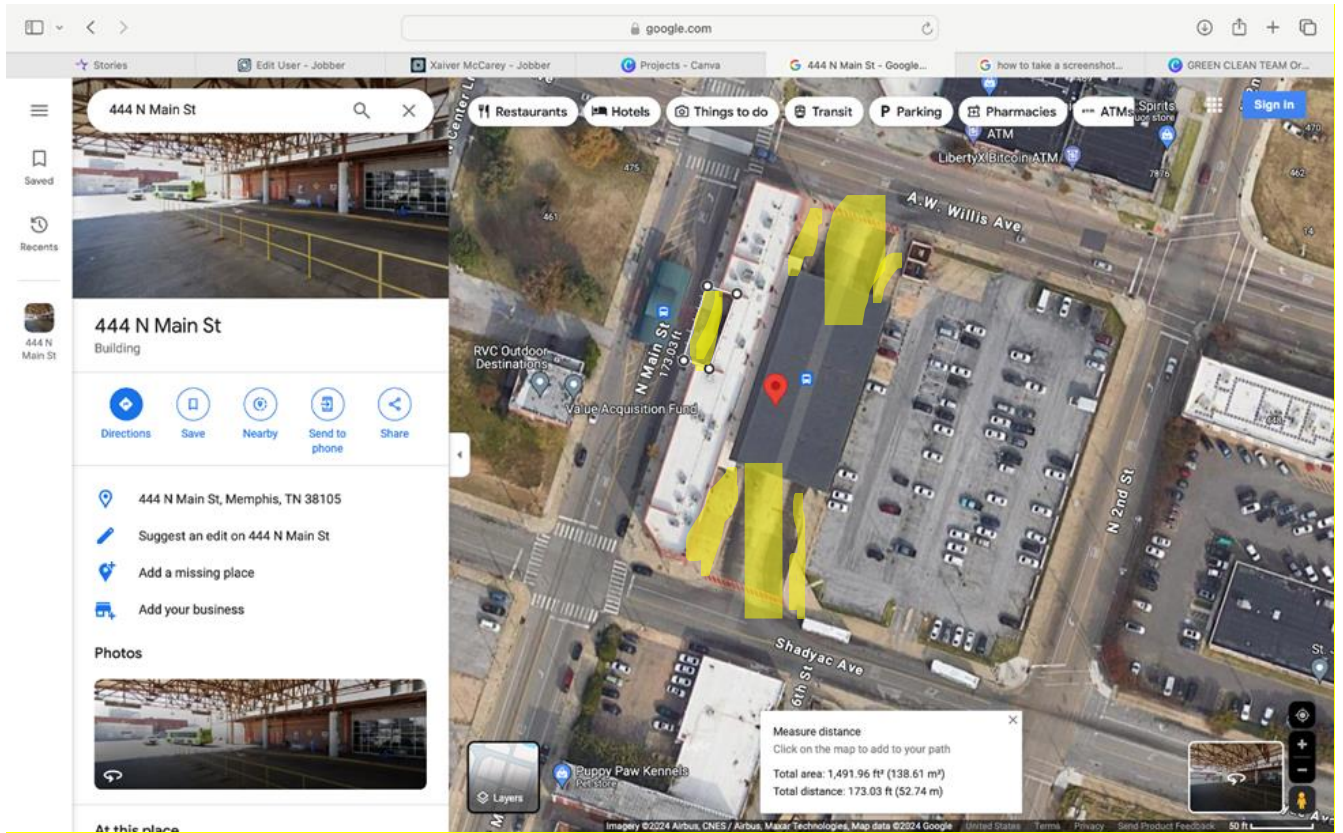 google.com
Stories
Edit User - Jobber
Xaiver McCarey - Jobber
Projects - Canva
444 N Main St - Google...
how to take a screenshot...
GREEN CLEAN TEAM Or...
444 N Main St
Restaurants
Hotels
Things to do
Transit
Parking
Pharmacies
ATMs
Sign in
Saved
Recents
444 N
Main St
444 N Main St
Building
Directions
Save
Nearby
Send to
phone
Share
444 N Main St, Memphis, TN 38105
Suggest an edit on 444 N Main St
Add a missing place
Add your business
Photos
At this place
Center L
Spirits
uor store
ATM
LibertyX Bitcoin ATM
7876
470
462
14
475
461
A.W. Willis Ave
N Main St
173.03 ft
RVC Outdoor
Destinations
Value Acquisition Fund
N 2nd St
St.
Shadyac Ave
6th St
Puppy Paw Kennels
Pet store
Layers
Measure distance
Click on the map to add to your path
Total area: 1,491.96 ft² (138.61 m²)
Total distance: 173.03 ft (52.74 m)
Imagery ©2024 Airbus, CNES / Airbus, Maxar Technologies, Map data ©2024 Google
United States
Terms
Privacy
Send Product Feedback
50 ft